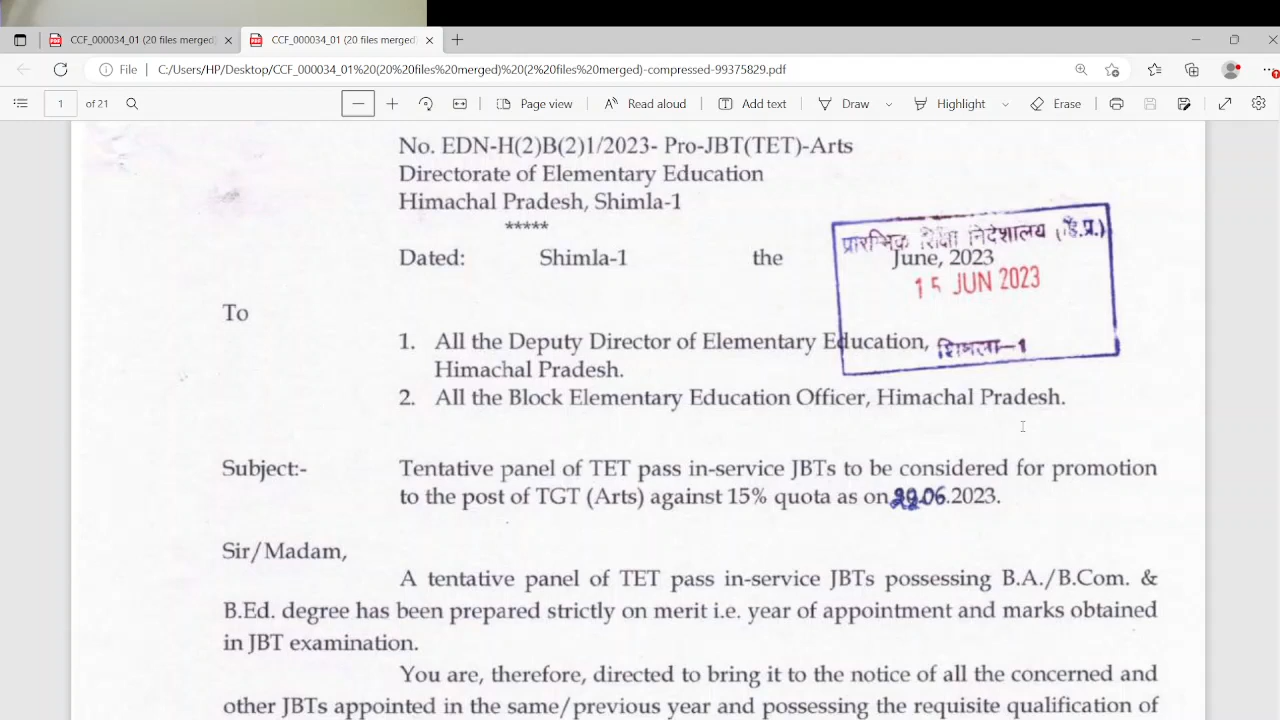 CCF_000034_01 (20 files merged)
CCF_000034_01 (20 files merged)
File C:/Users/HP/Desktop/CCF_000034_01%20(20%20files%20merged)%20(2%20files%20merged)-compressed-99375829.pdf
1 of 21 Page view Read aloud Add text Draw Highlight Erase
No. EDN-H(2)B(2)1/2023- Pro-JBT(TET)-Arts
Directorate of Elementary Education
Himachal Pradesh, Shimla-1
*****
प्रारम्भिक शिक्षा निदेशालय (हि.प्र.)
Dated: Shimla-1 the June, 2023
15 JUN 2023
To
1. All the Deputy Director of Elementary Education,
शिमला-1
Himachal Pradesh.
2. All the Block Elementary Education Officer, Himachal Pradesh.
Subject:- Tentative panel of TET pass in-service JBTs to be considered for promotion
to the post of TGT (Arts) against 15% quota as on .06.2023.
Sir/Madam,
A tentative panel of TET pass in-service JBTs possessing B.A./B.Com. &
B.Ed. degree has been prepared strictly on merit i.e. year of appointment and marks obtained
in JBT examination.
You are, therefore, directed to bring it to the notice of all the concerned and
other JBTs appointed in the same/previous year and possessing the requisite qualification of